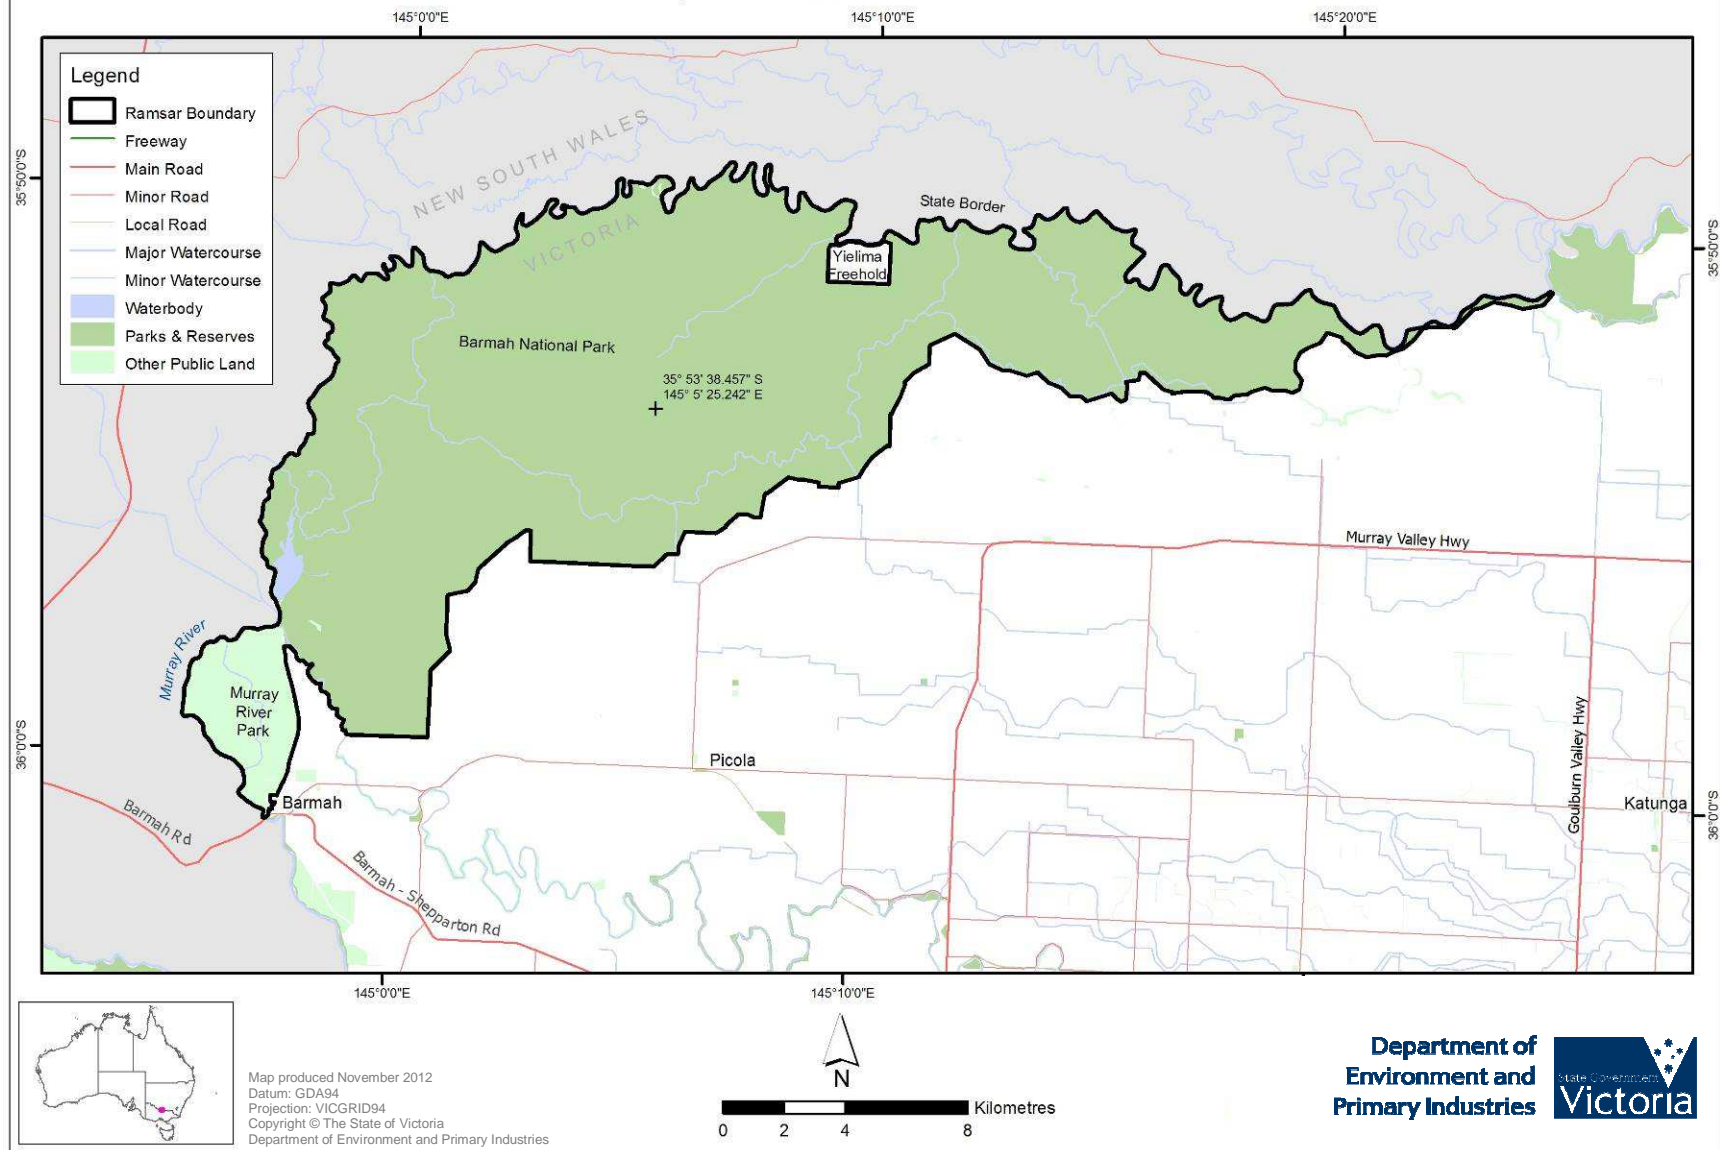 145°0'0"E
145°10'0"E
145°20'0"E
Legend
Ramsar Boundary
Freeway
Main Road
Minor Road
Local Road
Major Watercourse
Minor Watercourse
Waterbody
Parks & Reserves
Other Public Land
35°50'0"S
35°50'0"S
NEW SOUTH WALES
VICTORIA
State Border
Yielima
Freehold
Barmah National Park
35° 53' 38.457" S
145° 5' 25.242" E
Murray Valley Hwy
Murray River
Murray
River
Park
36°0'0"S
36°0'0"S
Picola
Goulburn Valley Hwy
Katunga
Barmah
Barmah Rd
Barmah - Shepparton Rd
145°0'0"E
145°10'0"E
Map produced November 2012
Datum: GDA94
Projection: VICGRID94
Copyright © The State of Victoria
Department of Environment and Primary Industries
N
Kilometres
0 2 4 8
Department of
Environment and
Primary Industries
State Government
Victoria